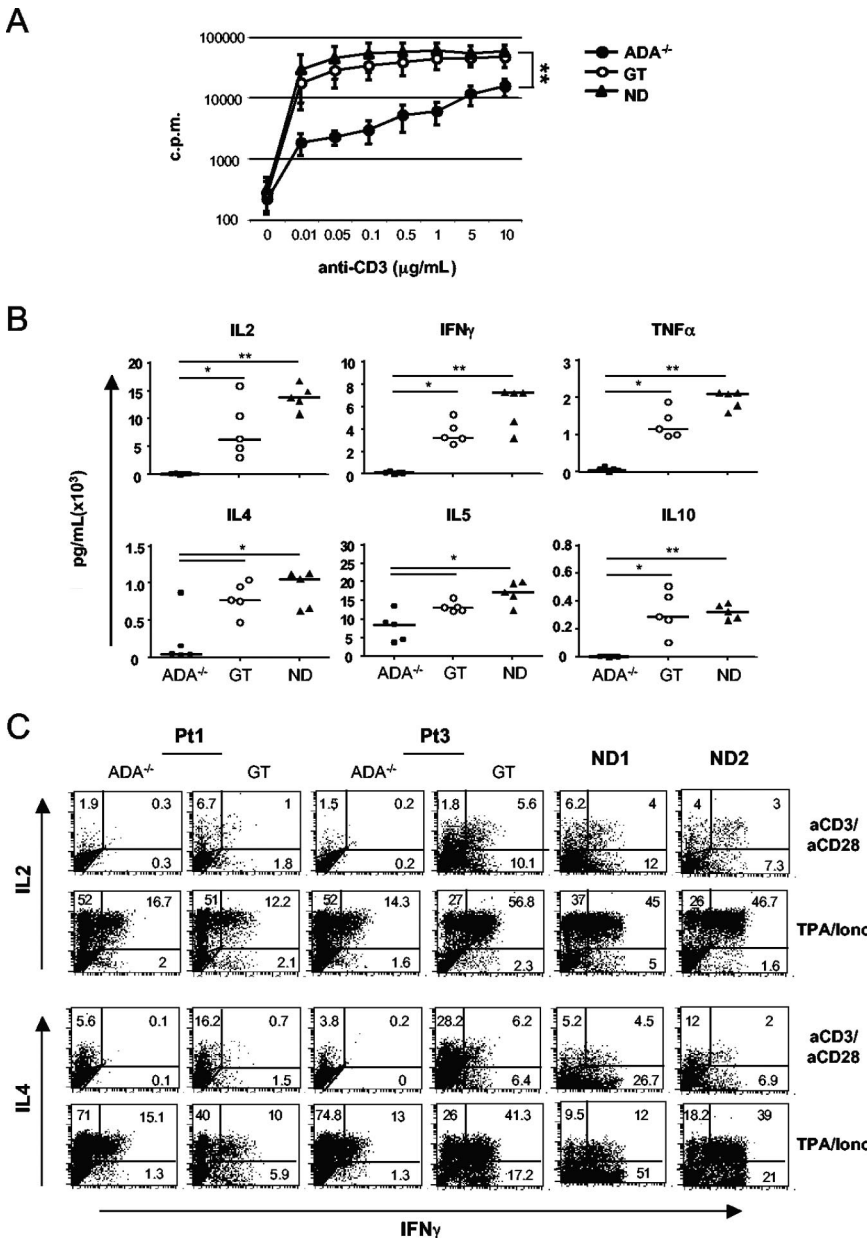 A
100000
10000
1000
100
c.p.m.
0 0.01 0.05 0.1 0.5 1 5 10
anti-CD3 (μg/mL)
**
ADA-/-
GT
ND
B
pg/mL(x10³)
IL2
20
15
10
5
0
*
**
IFNγ
10
8
6
4
2
0
*
**
TNFα
3
2
1
0
*
**
IL4
1.5
1.0
0.5
0
*
ADA-/- GT ND
IL5
30
25
20
15
10
5
0
*
ADA-/- GT ND
IL10
0.8
0.6
0.4
0.2
0
*
**
ADA-/- GT ND
C
Pt1 Pt3 ND1 ND2
ADA-/- GT ADA-/- GT
IL2
1.9 0.3 6.7 1 1.5 0.2 1.8 5.6 6.2 4 4 3
0.3 1.8 0.2 10.1 12 7.3
aCD3/
aCD28
52 16.7 51 12.2 52 14.3 27 56.8 37 45 26 46.7
2 2.1 1.6 2.3 5 1.6
TPA/Iono
IL4
5.6 0.1 16.2 0.7 3.8 0.2 28.2 6.2 5.2 4.5 12 2
0.1 1.5 0 6.4 26.7 6.9
aCD3/
aCD28
71 15.1 40 10 74.8 13 26 41.3 9.5 12 18.2 39
1.3 5.9 1.3 17.2 51 21
TPA/Iono
IFNγ